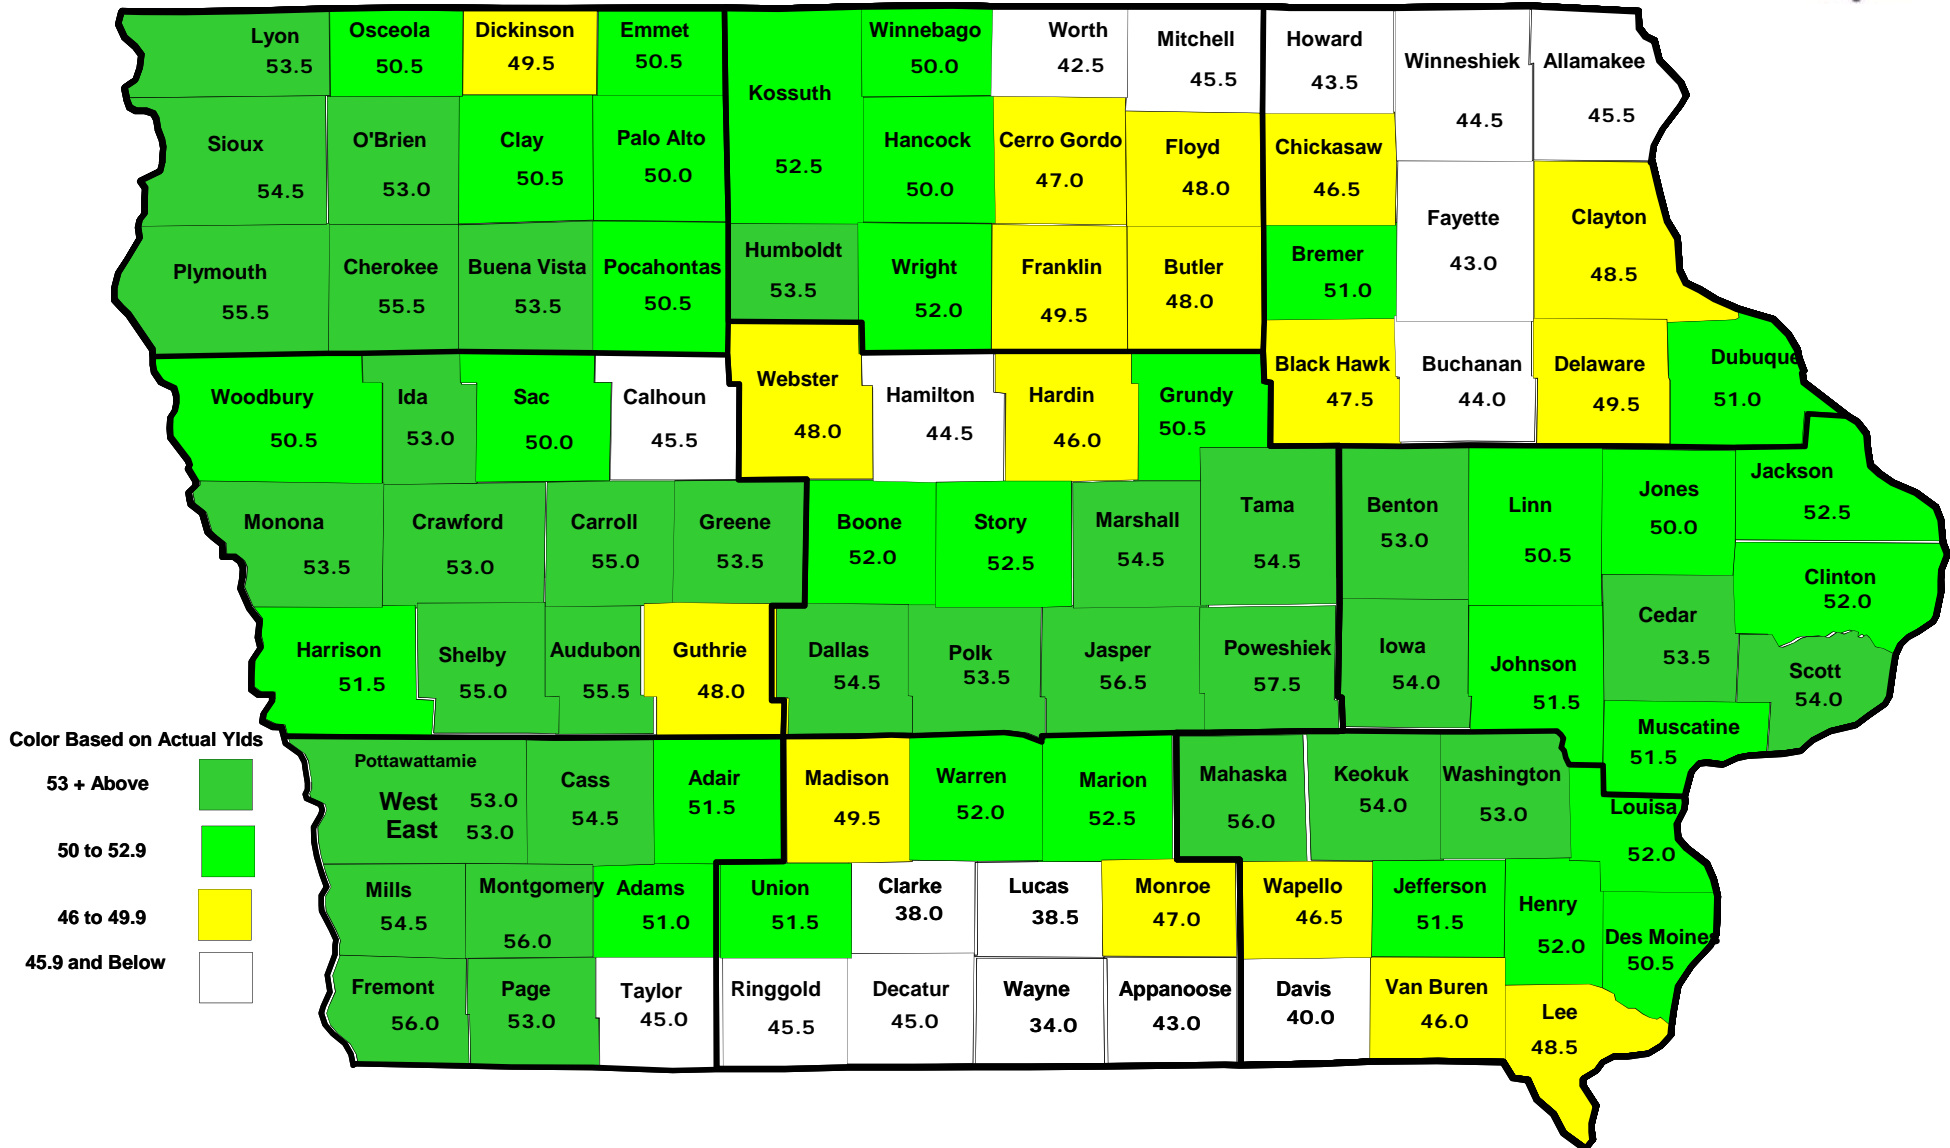 Lyon
53.5
Osceola
50.5
Dickinson
49.5
Emmet
50.5
Kossuth
52.5
Winnebago
50.0
Worth
42.5
Mitchell
45.5
Howard
43.5
Winneshiek
44.5
Allamakee
45.5
Sioux
54.5
O'Brien
53.0
Clay
50.5
Palo Alto
50.0
Hancock
50.0
Cerro Gordo
47.0
Floyd
48.0
Chickasaw
46.5
Fayette
43.0
Clayton
48.5
Plymouth
55.5
Cherokee
55.5
Buena Vista
53.5
Pocahontas
50.5
Humboldt
53.5
Wright
52.0
Franklin
49.5
Butler
48.0
Bremer
51.0
Woodbury
50.5
Ida
53.0
Sac
50.0
Calhoun
45.5
Webster
48.0
Hamilton
44.5
Hardin
46.0
Grundy
50.5
Black Hawk
47.5
Buchanan
44.0
Delaware
49.5
Dubuque
51.0
Monona
53.5
Crawford
53.0
Carroll
55.0
Greene
53.5
Boone
52.0
Story
52.5
Marshall
54.5
Tama
54.5
Benton
53.0
Linn
50.5
Jones
50.0
Jackson
52.5
Clinton
52.0
Harrison
51.5
Shelby
55.0
Audubon
55.5
Guthrie
48.0
Dallas
54.5
Polk
53.5
Jasper
56.5
Poweshiek
57.5
Iowa
54.0
Johnson
51.5
Cedar
53.5
Scott
54.0
Muscatine
51.5
Color Based on Actual Ylds
53 + Above
50 to 52.9
46 to 49.9
45.9 and Below
Pottawattamie
West 53.0
East 53.0
Cass
54.5
Adair
51.5
Madison
49.5
Warren
52.0
Marion
52.5
Mahaska
56.0
Keokuk
54.0
Washington
53.0
Louisa
52.0
Mills
54.5
Montgomery
56.0
Adams
51.0
Union
51.5
Clarke
38.0
Lucas
38.5
Monroe
47.0
Wapello
46.5
Jefferson
51.5
Henry
52.0
Des Moines
50.5
Fremont
56.0
Page
53.0
Taylor
45.0
Ringgold
45.5
Decatur
45.0
Wayne
34.0
Appanoose
43.0
Davis
40.0
Van Buren
46.0
Lee
48.5